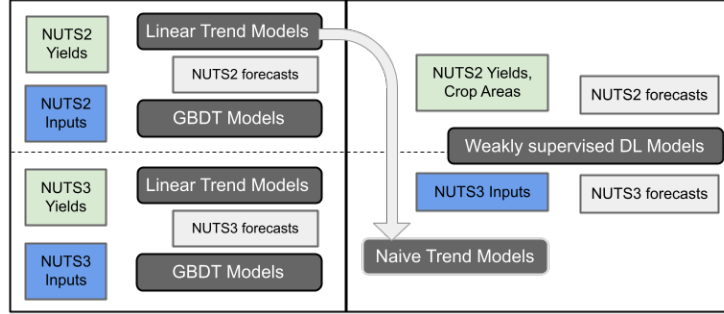 NUTS2
Yields
Linear Trend Models
NUTS2 forecasts
NUTS2
Inputs
GBDT Models
NUTS3
Yields
Linear Trend Models
NUTS3 forecasts
NUTS3
Inputs
GBDT Models
NUTS2 Yields,
Crop Areas
NUTS2 forecasts
Weakly supervised DL Models
NUTS3 Inputs
NUTS3 forecasts
Naive Trend Models